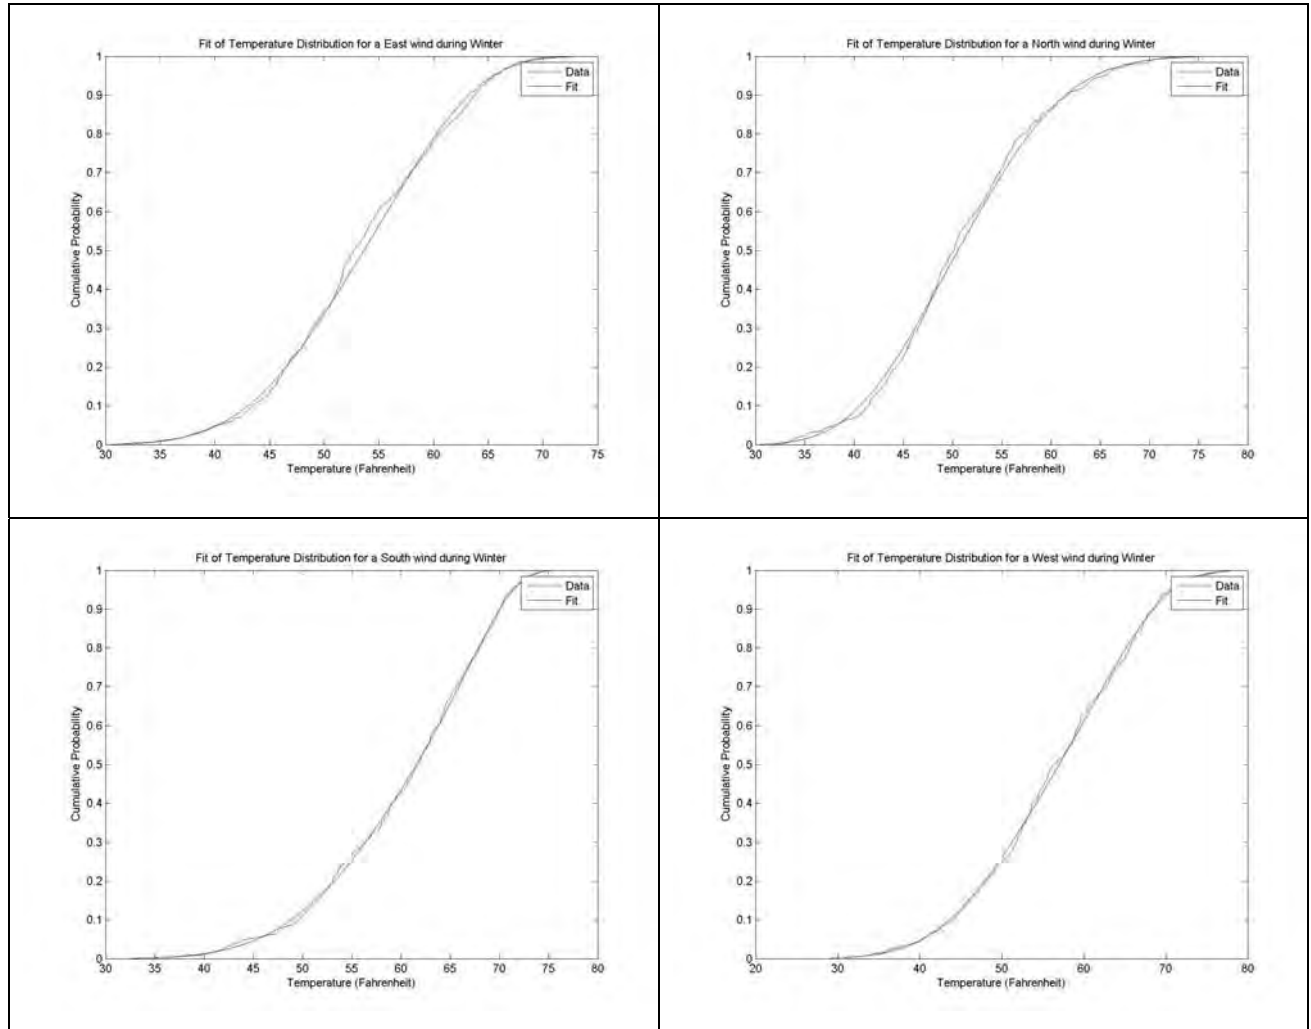 Fit of Temperature Distribution for a East wind during Winter
1
0.9
0.8
0.7
0.6
0.5
0.4
0.3
0.2
0.1
0
Cumulative Probability
Data
Fit
30 35 40 45 50 55 60 65 70 75
Temperature (Fahrenheit)
Fit of Temperature Distribution for a North wind during Winter
1
0.9
0.8
0.7
0.6
0.5
0.4
0.3
0.2
0.1
0
Cumulative Probability
Data
Fit
30 35 40 45 50 55 60 65 70 75 80
Temperature (Fahrenheit)
Fit of Temperature Distribution for a South wind during Winter
1
0.9
0.8
0.7
0.6
0.5
0.4
0.3
0.2
0.1
0
Cumulative Probability
Data
Fit
30 35 40 45 50 55 60 65 70 75 80
Temperature (Fahrenheit)
Fit of Temperature Distribution for a West wind during Winter
1
0.9
0.8
0.7
0.6
0.5
0.4
0.3
0.2
0.1
0
Cumulative Probability
Data
Fit
20 30 40 50 60 70 80
Temperature (Fahrenheit)